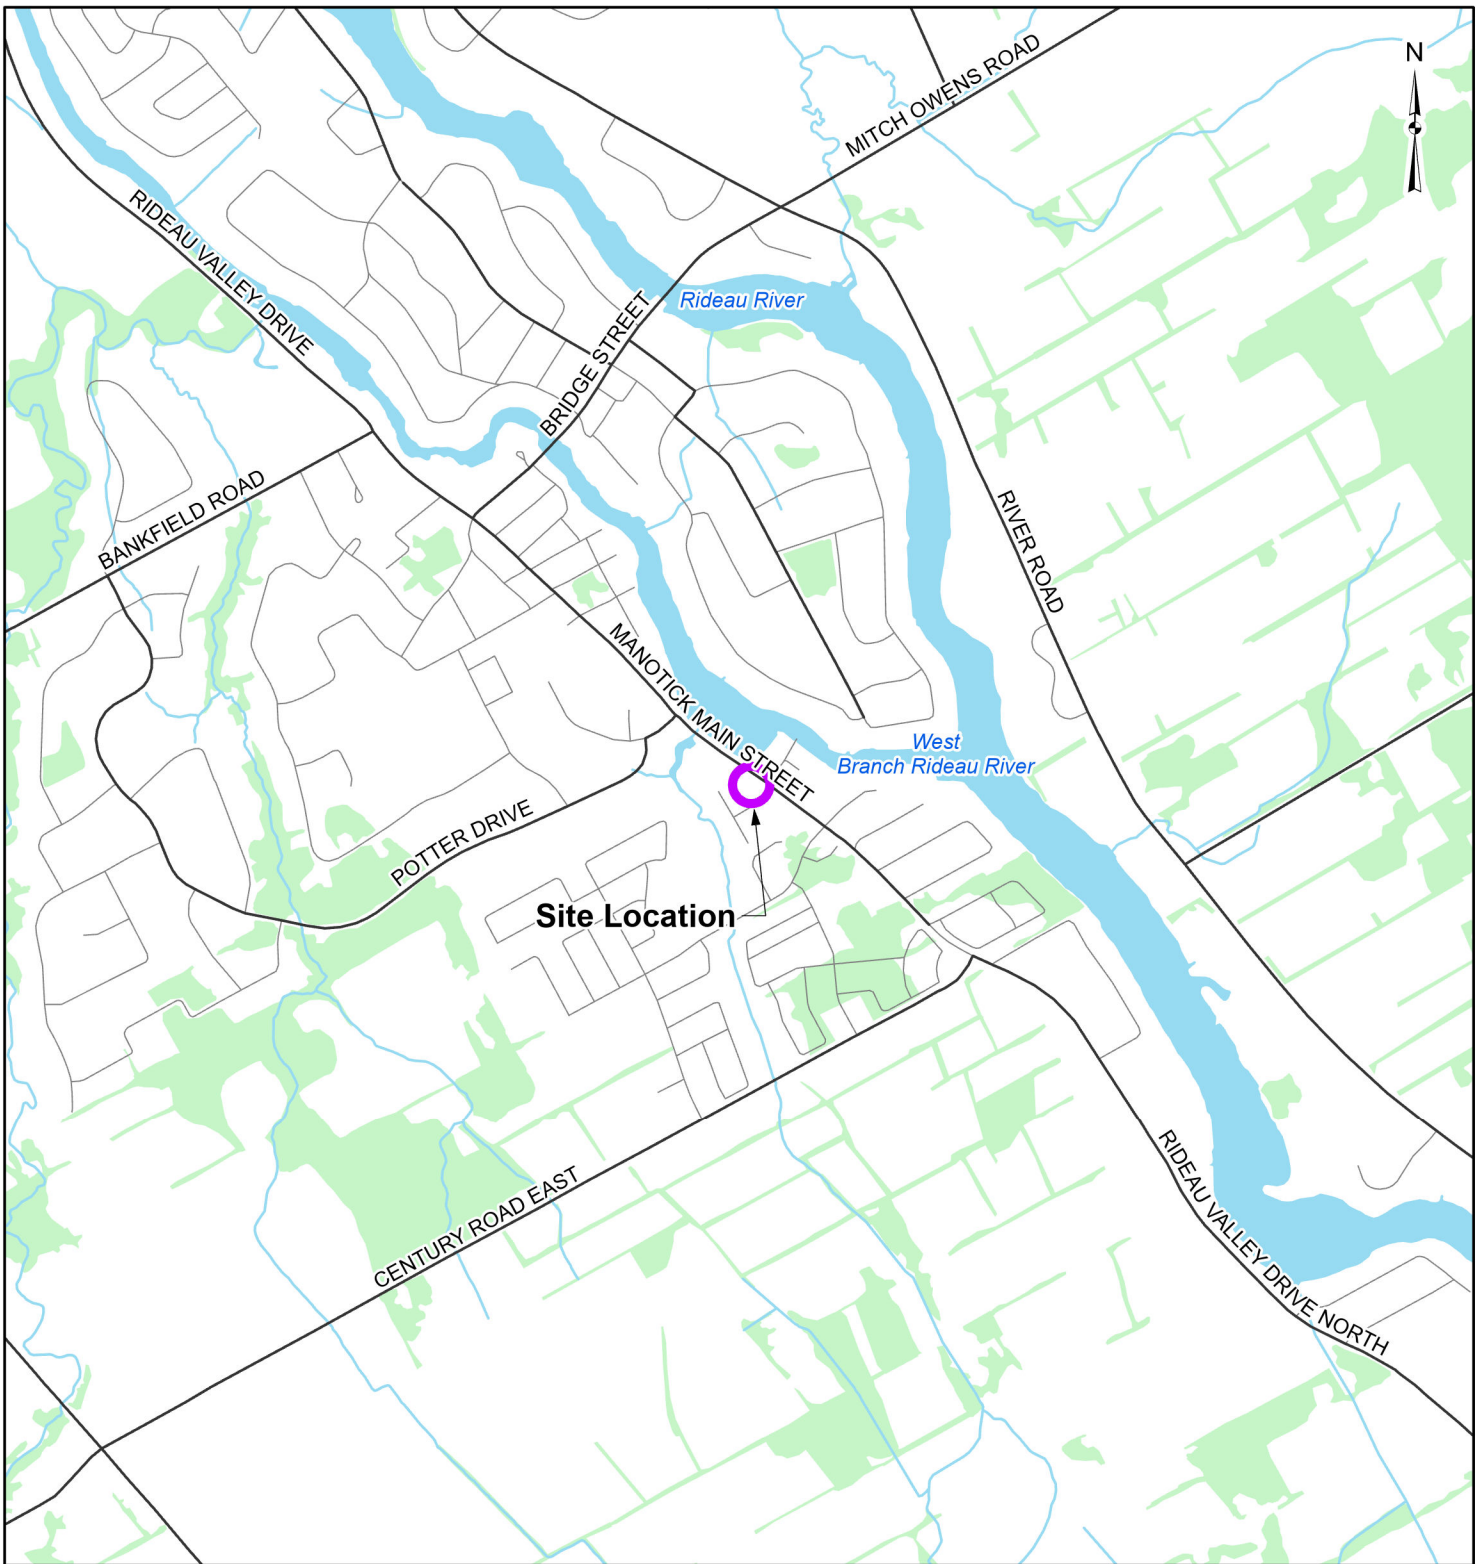 N
MITCH OWENS ROAD
RIDEAU VALLEY DRIVE
Rideau River
BRIDGE STREET
BANKFIELD ROAD
RIVER ROAD
MANOTICK MAIN STREET
West
Branch Rideau River
POTTER DRIVE
Site Location
CENTURY ROAD EAST
RIDEAU VALLEY DRIVE NORTH